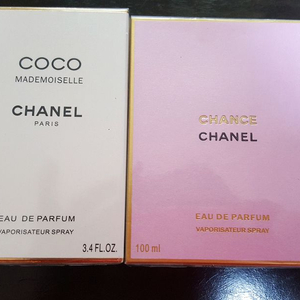 COCO
MADEMOISELLE
CHANEL
PARIS
EAU DE PARFUM
VAPORISATEUR SPRAY
3.4 FL.OZ.
CHANCE
CHANEL
EAU DE PARFUM
VAPORISATEUR SPRAY
100 ml